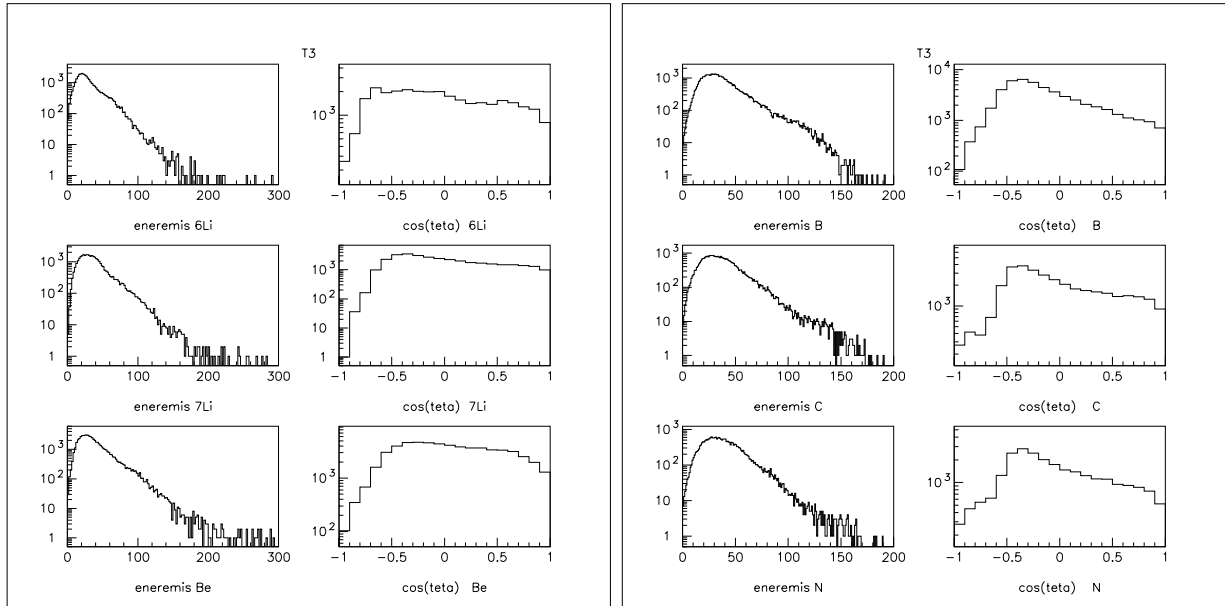 T3
10³
10²
10
1
0 100 200 300
eneremis 6Li
10³
−1 −0.5 0 0.5 1
cos(teta) 6Li
10³
10²
10
1
0 100 200 300
eneremis 7Li
10³
10²
10
1
−1 −0.5 0 0.5 1
cos(teta) 7Li
10³
10²
10
1
0 100 200 300
eneremis Be
10³
10²
−1 −0.5 0 0.5 1
cos(teta) Be
T3
10³
10²
10
1
0 50 100 150 200
eneremis B
10⁴
10³
10²
−1 −0.5 0 0.5 1
cos(teta) B
10³
10²
10
1
0 50 100 150 200
eneremis C
10³
−1 −0.5 0 0.5 1
cos(teta) C
10³
10²
10
1
0 50 100 150 200
eneremis N
10³
−1 −0.5 0 0.5 1
cos(teta) N